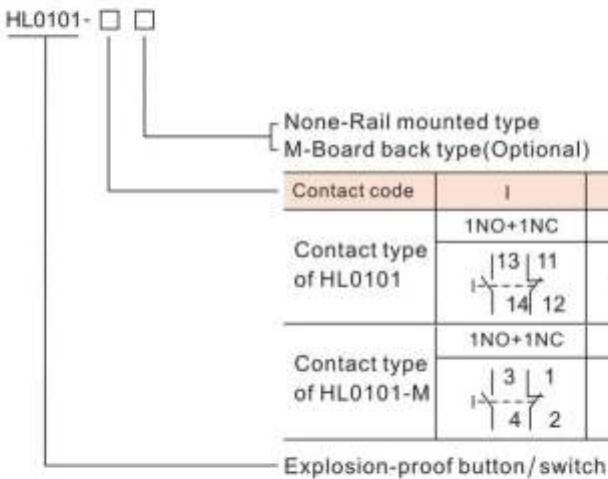 HL0101- □ □
None-Rail mounted type
M-Board back type(Optional)
Contact code I
1NO+1NC
Contact type
of HL0101
13 11
14 12
1NO+1NC
Contact type
of HL0101-M
3 1
4 2
Explosion-proof button/switch